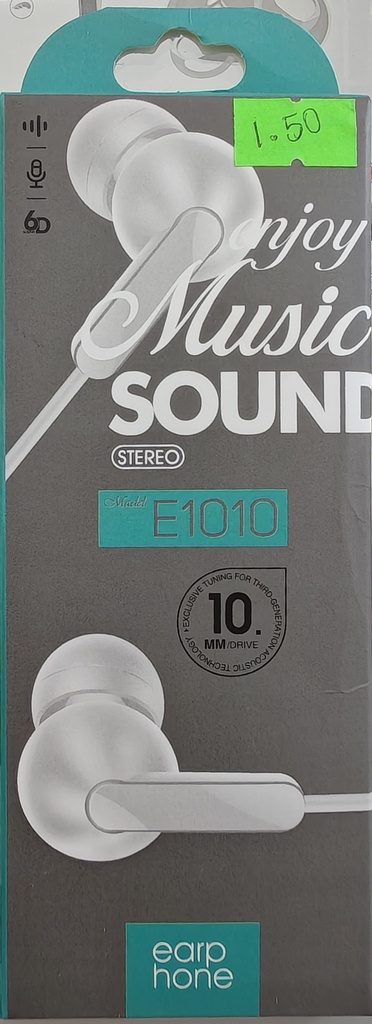 1.50
6D
enjoy
Music
SOUND
STEREO
Model E1010
EXCLUSIVE TUNING FOR THIRD-GENERATION ACOUSTIC TECHNOLOGY
10.
MM/DRIVE
earp
hone